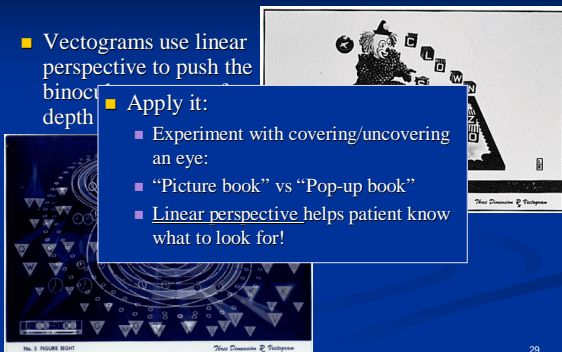 Vectograms use linear
perspective to push the
depth
Apply it:
Experiment with covering/uncovering
an eye:
"Picture book" vs "Pop-up book"
Linear perspective helps patient know
what to look for!
C L O W N
Three Dimension Vectogram
No. 3 FIGURE EIGHT
Three Dimension Vectogram
29